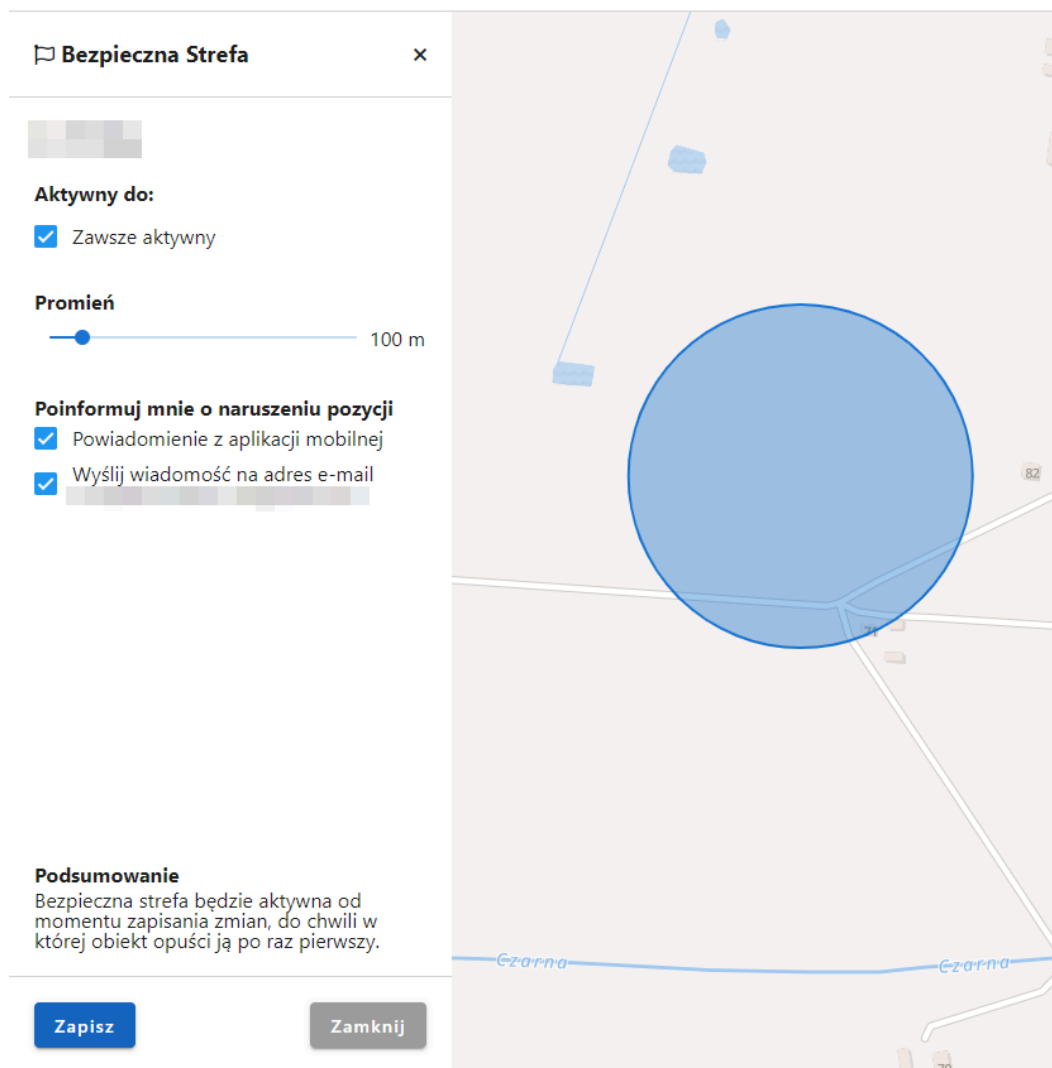 Bezpieczna Strefa
Aktywny do:
Zawsze aktywny
Promień
100 m
Poinformuj mnie o naruszeniu pozycji
Powiadomienie z aplikacji mobilnej
Wyślij wiadomość na adres e-mail
Podsumowanie
Bezpieczna strefa będzie aktywna od
momentu zapisania zmian, do chwili w
której obiekt opuści ją po raz pierwszy.
Zapisz
Zamknij
82
71
Czarna
Czarna